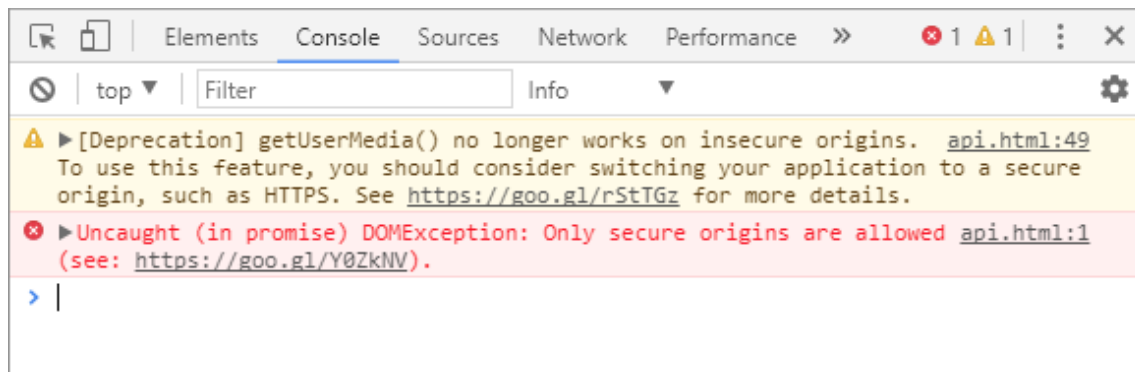 Elements Console Sources Network Performance » 1 1
top ▼ Filter Info ▼
▶[Deprecation] getUserMedia() no longer works on insecure origins. api.html:49
To use this feature, you should consider switching your application to a secure
origin, such as HTTPS. See https://goo.gl/rStTGz for more details.
▶Uncaught (in promise) DOMException: Only secure origins are allowed api.html:1
(see: https://goo.gl/Y0ZkNV).
>